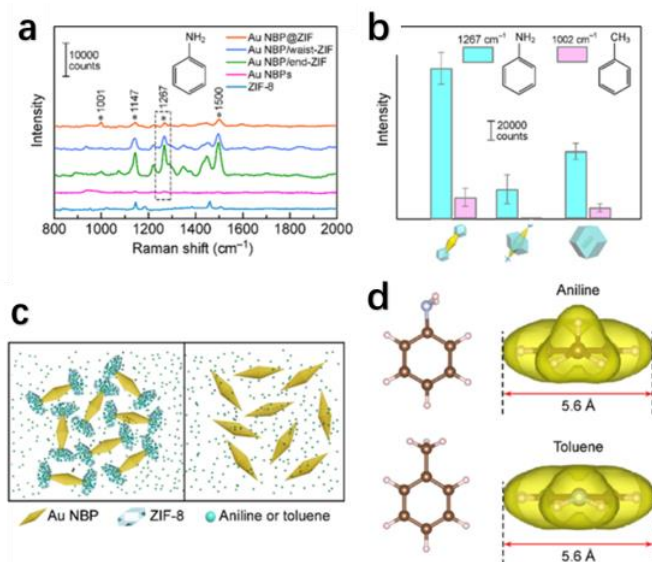 a
10000
counts
NH₂
Au NBP@ZIF
Au NBP/waist-ZIF
Au NBP/end-ZIF
Au NBPs
ZIF-8
1001
1147
1267
1500
Intensity
800 1000 1200 1400 1600 1800 2000
Raman shift (cm⁻¹)
b
1267 cm⁻¹
NH₂
1002 cm⁻¹
CH₃
20000
counts
Intensity
c
Au NBP
ZIF-8
Aniline or toluene
d
Aniline
5.6 Å
Toluene
5.6 Å